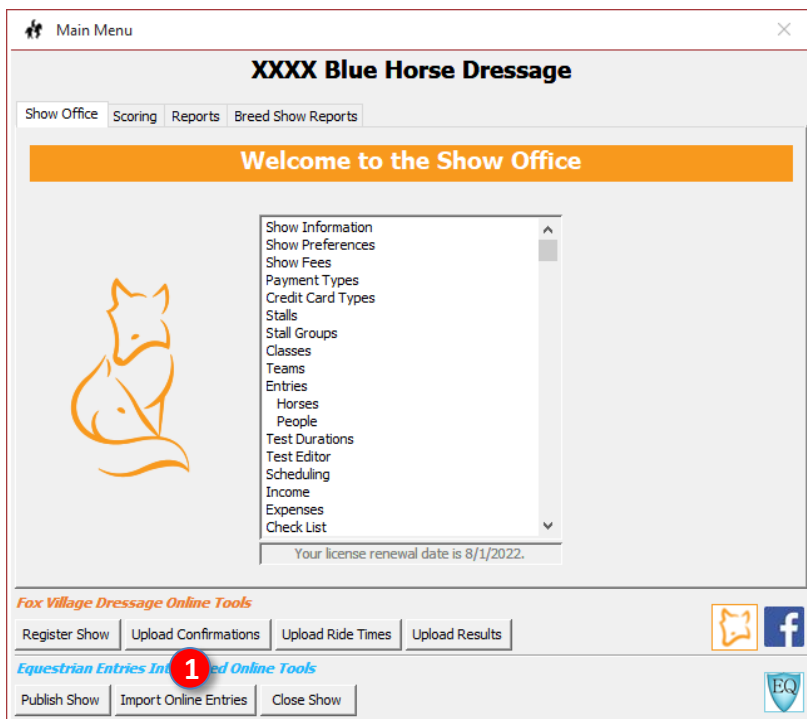 Main Menu
XXXX Blue Horse Dressage
Show Office Scoring Reports Breed Show Reports
Welcome to the Show Office
Show Information
Show Preferences
Show Fees
Payment Types
Credit Card Types
Stalls
Stall Groups
Classes
Teams
Entries
Horses
People
Test Durations
Test Editor
Scheduling
Income
Expenses
Check List
Your license renewal date is 8/1/2022.
Fox Village Dressage Online Tools
Register Show Upload Confirmations Upload Ride Times Upload Results
f
Equestrian Entries Int 1 ed Online Tools
Publish Show Import Online Entries Close Show
EQ